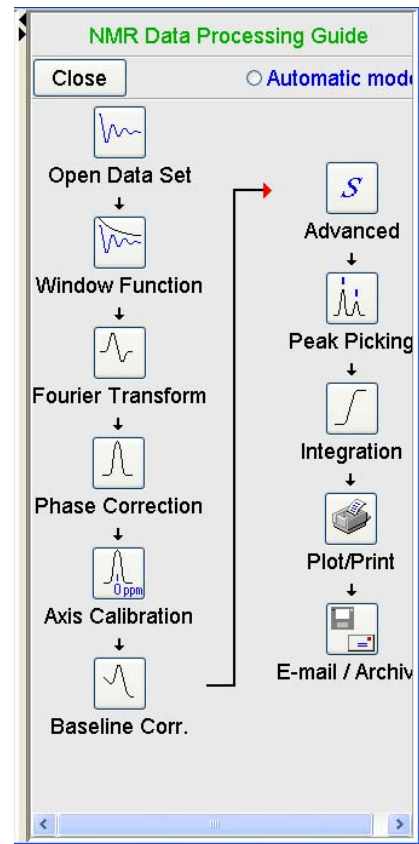 NMR Data Processing Guide
Close
Automatic mode
Open Data Set
Window Function
Fourier Transform
Phase Correction
0 ppm
Axis Calibration
Baseline Corr.
S
Advanced
Peak Picking
Integration
Plot/Print
E-mail / Archiv